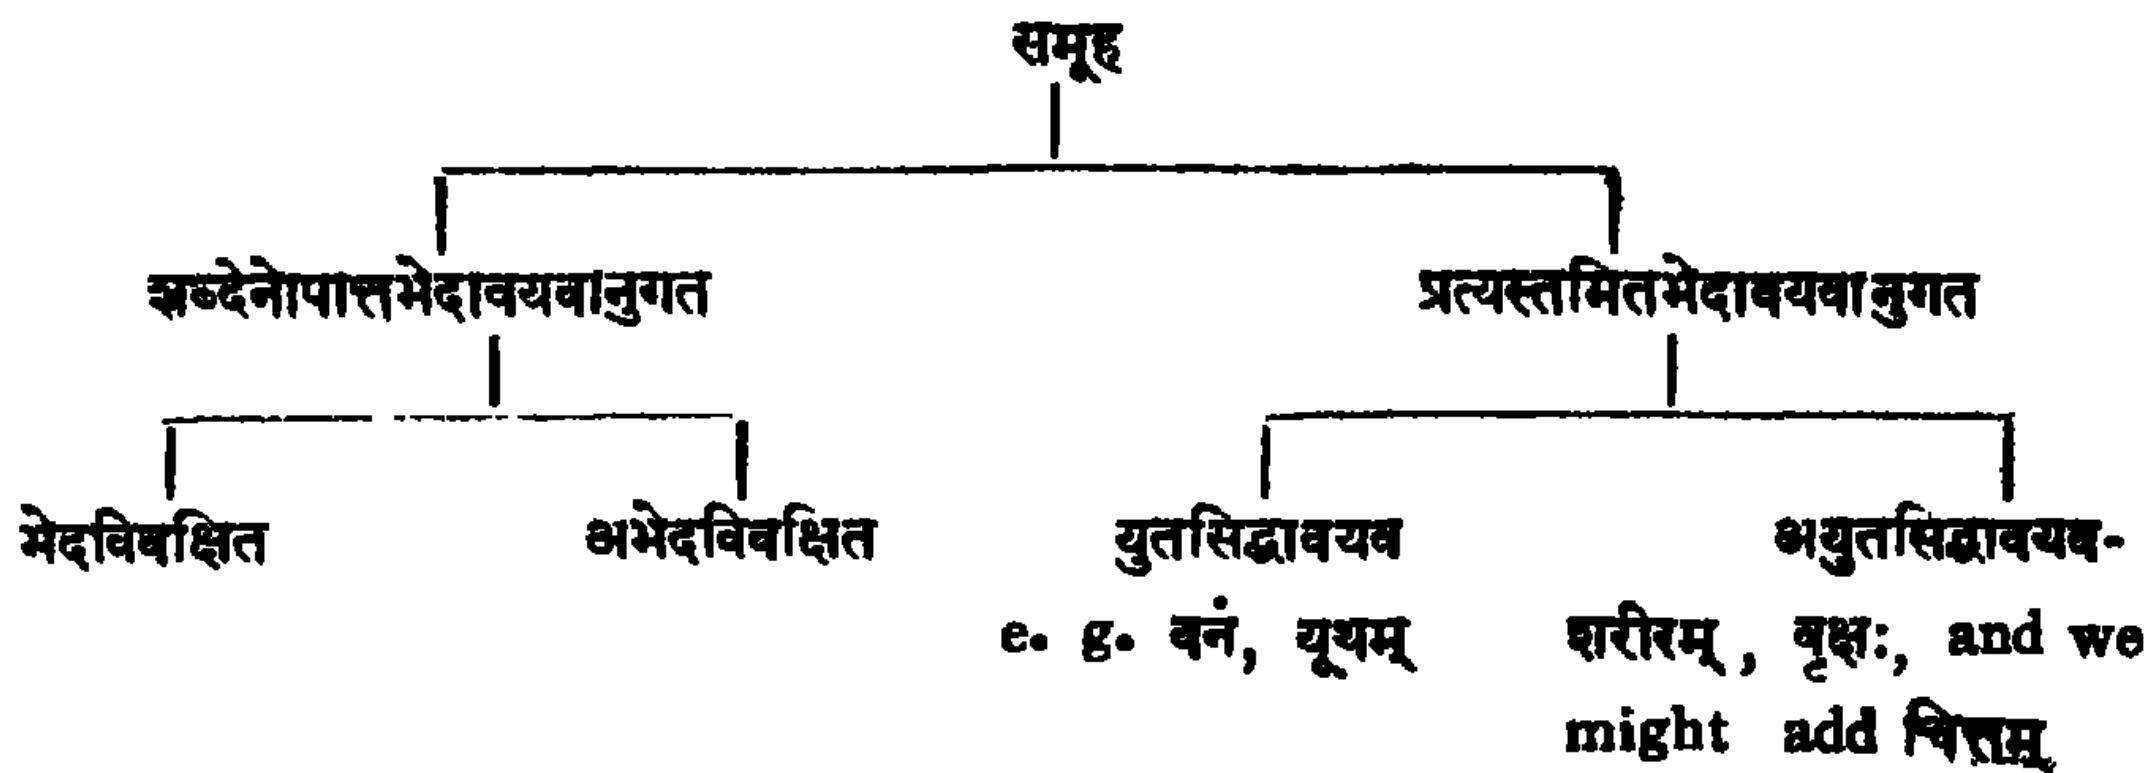 समूह
शब्देनोपात्तभेदावयवानुगत प्रत्यस्तमितभेदावयवानुगत
भेदविवक्षित अभेदविवक्षित युतसिद्धावयव अयुतसिद्धावयव-
e. g. वनं, यूथम् शरीरम्, वृक्षः, and we
might add चित्तम्